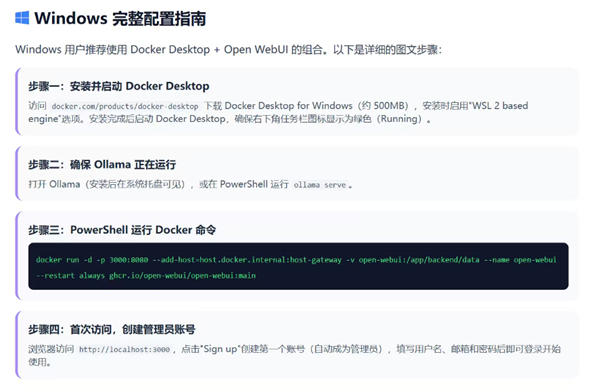 Windows 完整配置指南
Windows 用户推荐使用 Docker Desktop + Open WebUI 的组合。以下是详细的图文步骤：
步骤一：安装并启动 Docker Desktop
访问 docker.com/products/docker-desktop 下载 Docker Desktop for Windows（约 500MB），安装时启用"WSL 2 based
engine"选项。安装完成后启动 Docker Desktop，确保右下角任务栏图标显示为绿色（Running）。
步骤二：确保 Ollama 正在运行
打开 Ollama（安装后在系统托盘可见），或在 PowerShell 运行 ollama serve。
步骤三：PowerShell 运行 Docker 命令
docker run -d -p 3000:8080 --add-host=host.docker.internal:host-gateway -v open-webui:/app/backend/data --name open-webui
--restart always ghcr.io/open-webui/open-webui:main
步骤四：首次访问，创建管理员账号
浏览器访问 http://localhost:3000，点击"Sign up"创建第一个账号（自动成为管理员），填写用户名、邮箱和密码后即可登录开始
使用。